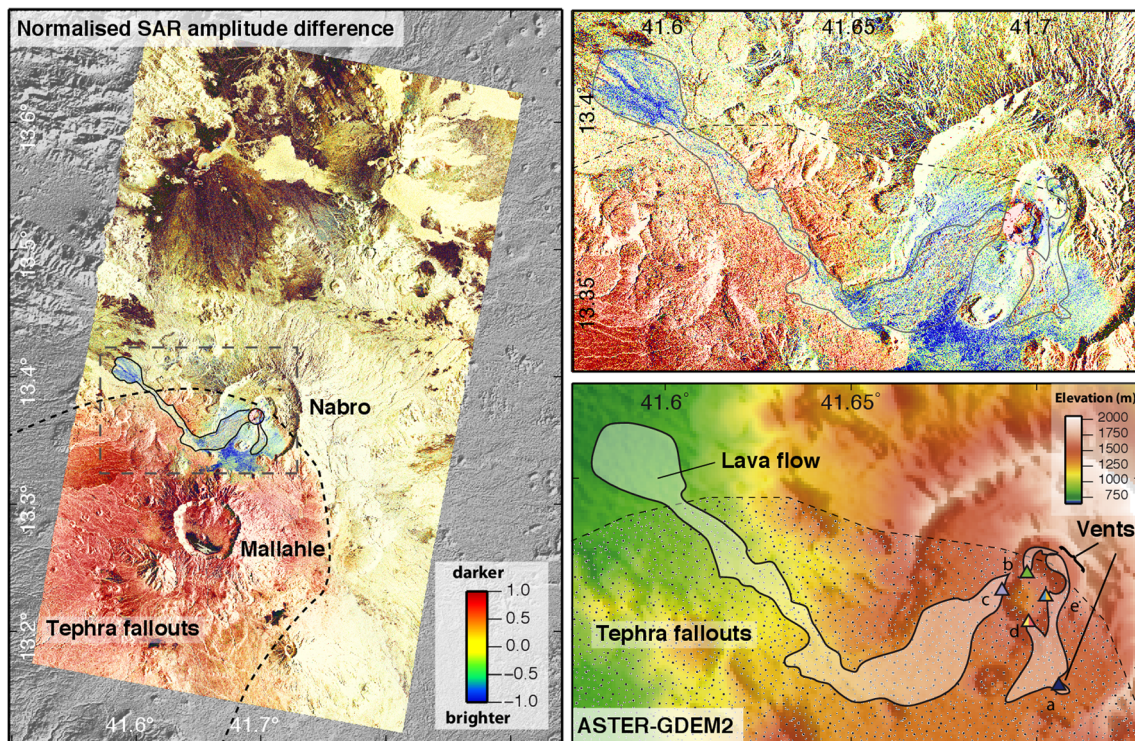 Normalised SAR amplitude difference
13.6°
13.5°
13.4°
13.3°
13.2°
41.6°
41.7°
Nabro
Mallahle
Tephra fallouts
darker
1.0
0.5
0.0
−0.5
−1.0
brighter
41.6°
41.65°
41.7°
13.4°
13.35°
41.6°
41.65°
Elevation (m)
2000
1750
1500
1250
1000
750
Lava flow
Vents
b
c
e
d
a
Tephra fallouts
ASTER-GDEM2